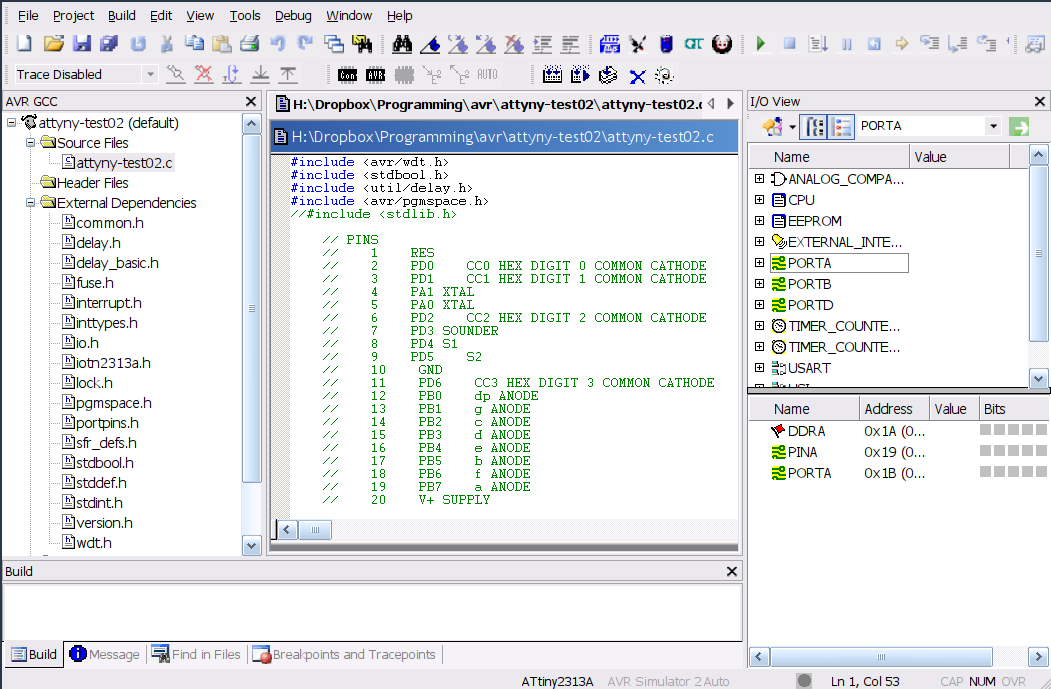 File Project Build Edit View Tools Debug Window Help
Trace Disabled
Con AVR AUTO
AVR GCC
attyny-test02 (default)
Source Files
attyny-test02.c
Header Files
External Dependencies
common.h
delay.h
delay_basic.h
fuse.h
interrupt.h
inttypes.h
io.h
iotn2313a.h
lock.h
pgmspace.h
portpins.h
sfr_defs.h
stdbool.h
stddef.h
stdint.h
version.h
wdt.h
H:\Dropbox\Programming\avr\attyny-test02\attyny-test02.c
H:\Dropbox\Programming\avr\attyny-test02\attyny-test02.c
#include <avr/wdt.h>
#include <stdbool.h>
#include <util/delay.h>
#include <avr/pgmspace.h>
//#include <stdlib.h>
// PINS
// 1 RES
// 2 PD0 CC0 HEX DIGIT 0 COMMON CATHODE
// 3 PD1 CC1 HEX DIGIT 1 COMMON CATHODE
// 4 PA1 XTAL
// 5 PA0 XTAL
// 6 PD2 CC2 HEX DIGIT 2 COMMON CATHODE
// 7 PD3 SOUNDER
// 8 PD4 S1
// 9 PD5 S2
// 10 GND
// 11 PD6 CC3 HEX DIGIT 3 COMMON CATHODE
// 12 PB0 dp ANODE
// 13 PB1 g ANODE
// 14 PB2 c ANODE
// 15 PB3 d ANODE
// 16 PB4 e ANODE
// 17 PB5 b ANODE
// 18 PB6 f ANODE
// 19 PB7 a ANODE
// 20 V+ SUPPLY
I/O View
PORTA
Name Value
ANALOG_COMPA...
CPU
EEPROM
EXTERNAL_INTE...
PORTA
PORTB
PORTD
TIMER_COUNTE...
TIMER_COUNTE...
USART
Name Address Value Bits
DDRA 0x1A (0...
PINA 0x19 (0...
PORTA 0x1B (0...
Build
Build Message Find in Files Breakpoints and Tracepoints
ATtiny2313A AVR Simulator 2 Auto Ln 1, Col 53 CAP NUM OVR